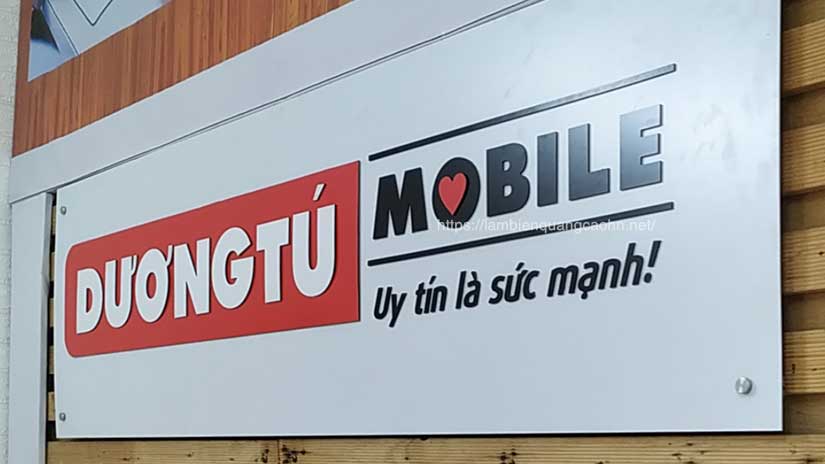 DƯƠNGTÚ
MOBILE
https://lambienquangcaohn.net/
Uy tín là sức mạnh!